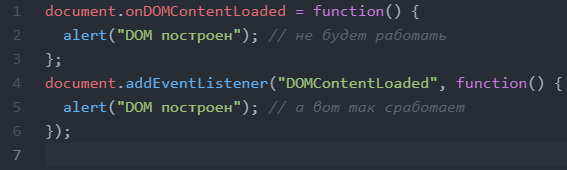 1 document.onDOMContentLoaded = function() {
2   alert("DOM построен"); // не будет работать
3 };
4 document.addEventListener("DOMContentLoaded", function() {
5   alert("DOM построен"); // а вот так сработает
6 });
7